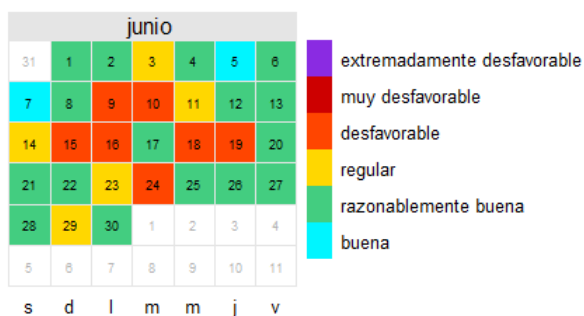 junio
31 1 2 3 4 5 6
7 8 9 10 11 12 13
14 15 16 17 18 19 20
21 22 23 24 25 26 27
28 29 30 1 2 3 4
5 6 7 8 9 10 11
s d l m m j v
extremadamente desfavorable
muy desfavorable
desfavorable
regular
razonablemente buena
buena